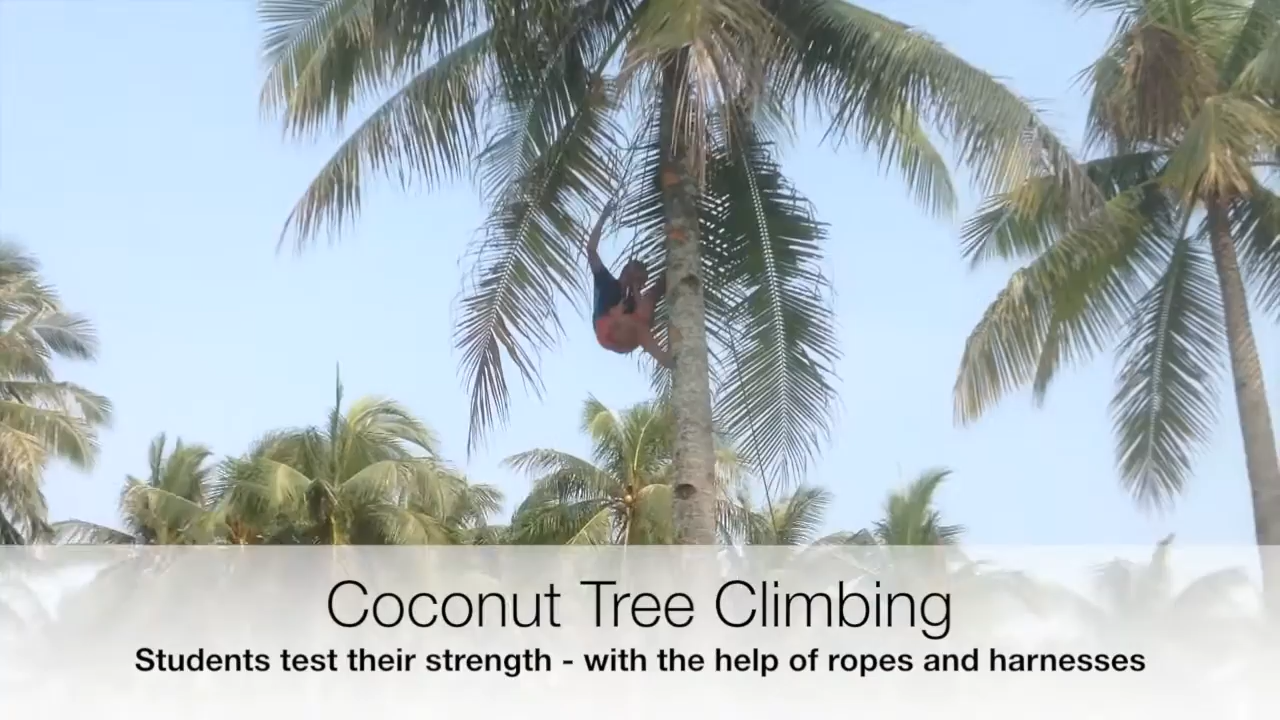 Coconut Tree Climbing
Students test their strength - with the help of ropes and harnesses